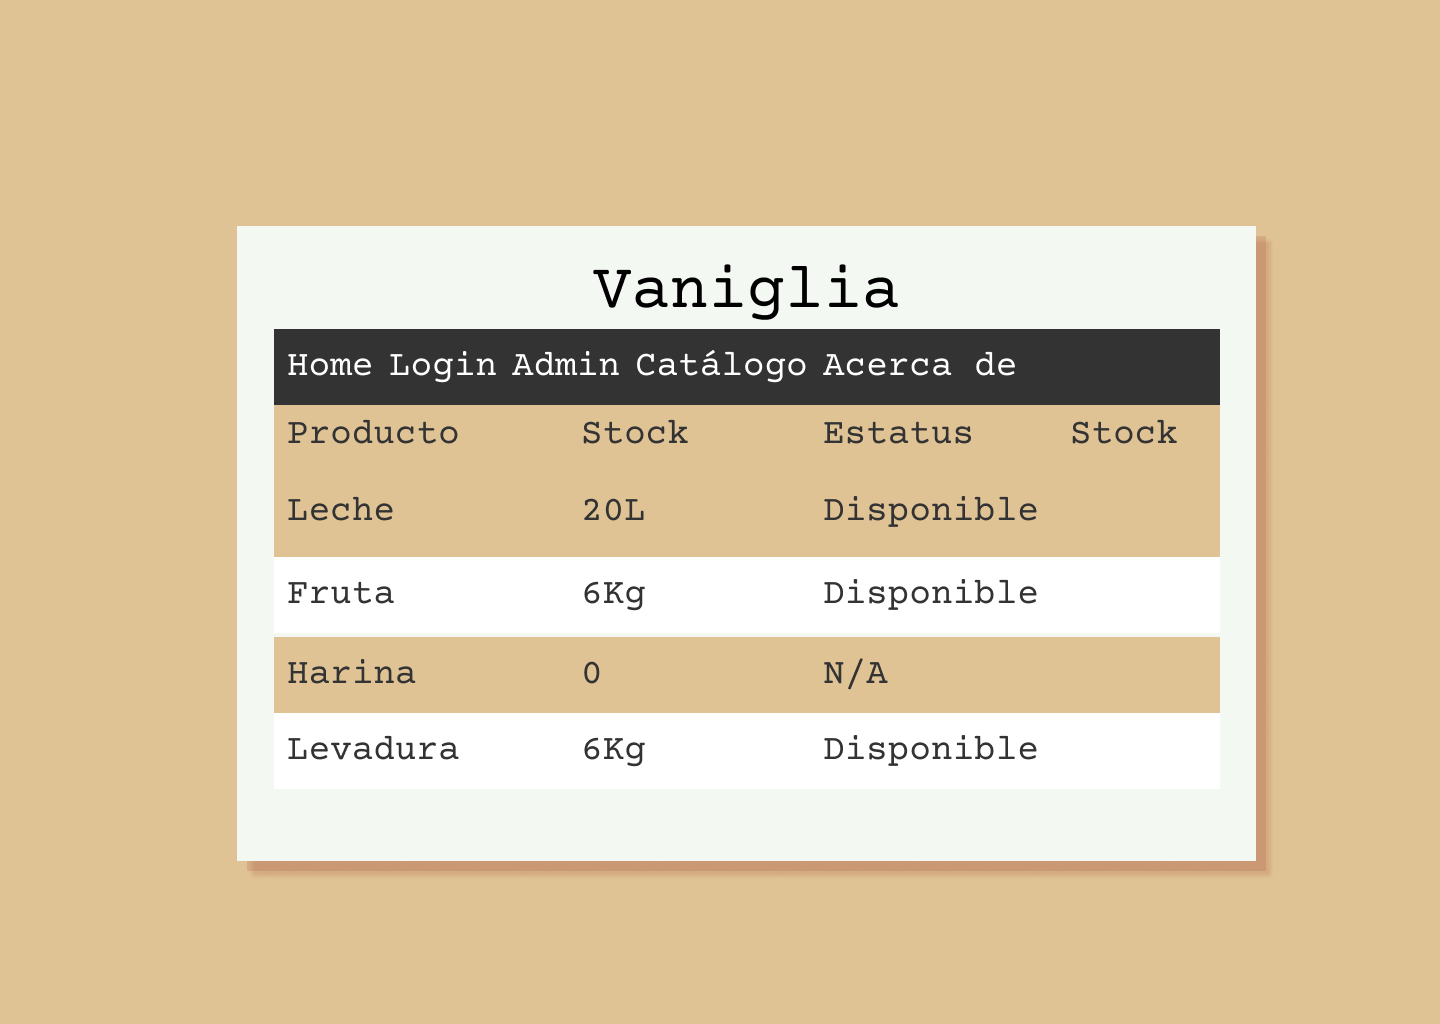 Vaniglia
Home Login Admin Catálogo Acerca de
Producto Stock Estatus Stock
Leche 20L Disponible
Fruta 6Kg Disponible
Harina 0 N/A
Levadura 6Kg Disponible